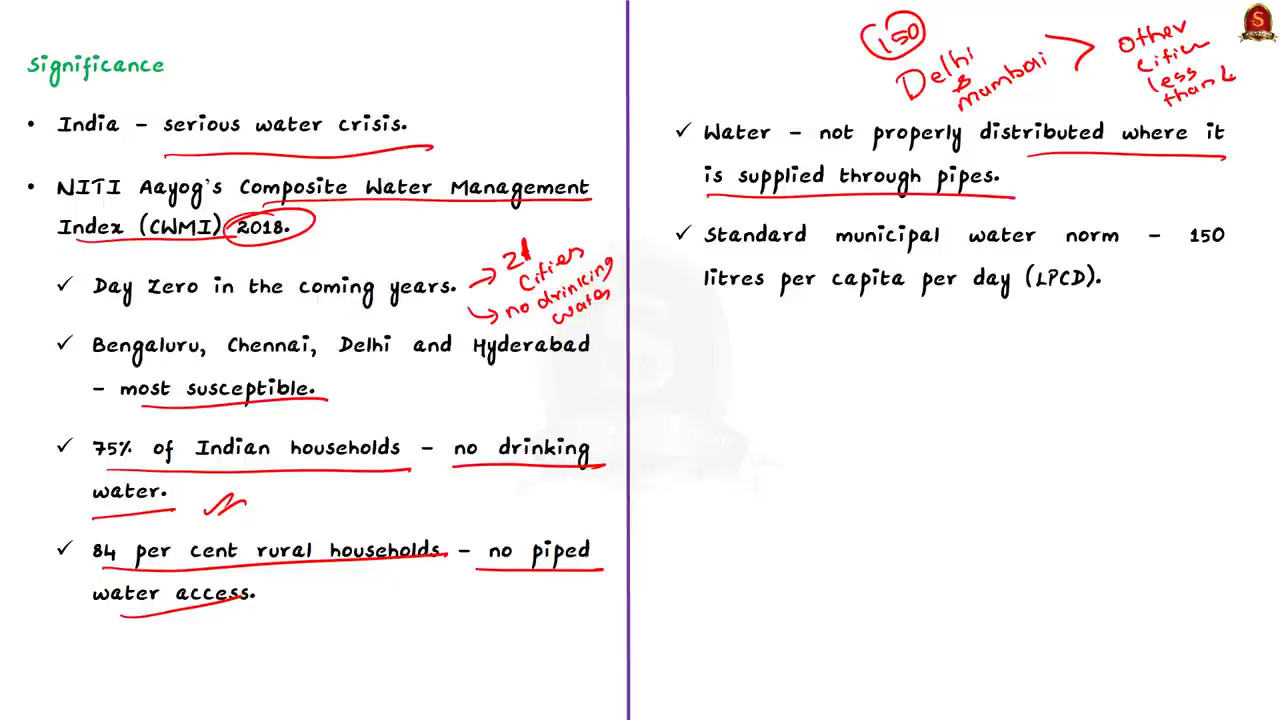 Significance
• India – serious water crisis.
• NITI Aayog's Composite Water Management
Index (CWMI) 2018.
✓ Day Zero in the coming years.
→ 21
Cities
→ no drinking
water
✓ Bengaluru, Chennai, Delhi and Hyderabad
– most susceptible.
✓ 75% of Indian households – no drinking
water.
✓ 84 per cent rural households – no piped
water access.
150
Delhi
&
mumbai
> other
cities
less
than
✓ Water – not properly distributed where it
is supplied through pipes.
✓ Standard municipal water norm – 150
litres per capita per day (LPCD).
S